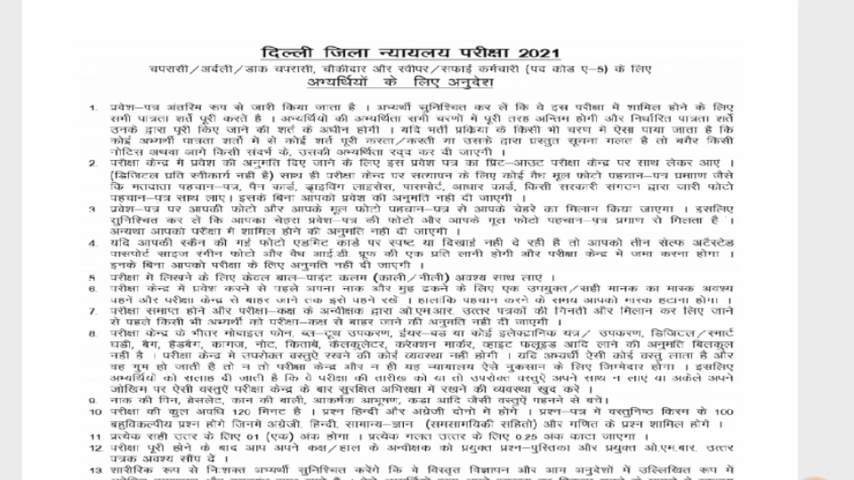 दिल्ली जिला न्यायलय परीक्षा 2021
चपरासी/अर्दली/डाक चपरासी, चौकीदार और स्वीपर/सफाई कर्मचारी (पद कोड ए-5) के लिए
अभ्यर्थियों के लिए अनुदेश
1. प्रवेश-पत्र अंतरिम रूप से जारी किया जाता है । अभ्यर्थी सुनिश्चित कर लें कि वे इस परीक्षा में शामिल होने के लिए
सभी पात्रता शर्तें पूरी करते है । अभ्यर्थियों की अभ्यर्थिता सभी चरणों में पूरी तरह अन्तिम होगी और निर्धारित पात्रता शर्तें
उनके द्वारा पूरी किए जाने की शर्त के अधीन होगी । यदि भर्ती प्रक्रिया के किसी भी चरण में ऐसा पाया जाता है कि
कोई अभ्यर्थी पात्रता शर्तों में से कोई शर्त पूरी करता/करती या उसके द्वारा प्रस्तुत सूचना गलत है तो बगैर किसी
नोटिस अथवा आगे किसी संदर्भ के, उसकी अभ्यर्थिता रदद् कर दी जाएगी ।
2. परीक्षा केन्द्र में प्रवेश की अनुमति दिए जाने के लिए इस प्रवेश पत्र का प्रिंट-आउट परीक्षा केन्द्र पर साथ लेकर आए ।
(डिजिटल प्रति स्वीकार्य नहीं है) साथ ही परीक्षा केन्द्र पर सत्यापन के लिए कोई वैध मूल फोटो पहचान-पत्र प्रमाण जैसे
कि मतदाता पहचान-पत्र, पैन कार्ड, ड्राइविंग लाइसेंस, पासपोर्ट, आधार कार्ड, किसी सरकारी संगठन द्वारा जारी फोटो
पहचान-पत्र साथ लाए। इसके बिना आपको प्रवेश की अनुमति नही दी जाएगी ।
3. प्रवेश-पत्र पर आपकी फोटो और आपके मूल फोटो पहचान-पत्र से आपके चेहरे का मिलान किया जाएगा । इसलिए
सुनिश्चित कर लें कि आपका चेहरा प्रवेश-पत्र की फोटो और आपके मूल फोटो पहचान-पत्र प्रमाण से मिलता है ।
अन्यथा आपको परीक्षा में शामिल होने की अनुमति नही दी जाएगी ।
4. यदि आपकी स्कैन की गई फोटो एडमिट कार्ड पर स्पष्ट या दिखाई नही दे रही है तो आपको तीन सेल्फ अटैस्टेड
पासपोर्ट साइज रंगीन फोटो और वैध आई.डी. प्रूफ की एक प्रति लानी होगी और परीक्षा केन्द्र में जमा करना होगा ।
इनके बिना आपको परीक्षा के लिए अनुमति नही दी जाएगी ।
5 परीक्षा में लिखने के लिए केवल बाल-पाइंट कलम (काली/नीली) अवश्य साथ लाएं ।
6. परीक्षा केन्द्र में प्रवेश करने से पहले अपना नाक और मुंह ढकने के लिए एक उपयुक्त/सही मानक का मास्क अवश्य
पहनें और परीक्षा केन्द्र से बाहर जाने तक इसे पहने रखें । हालांकि पहचान करने के समय आपको मास्क हटाना होगा ।
7. परीक्षा समाप्त होने और परीक्षा-कक्ष के अन्वीक्षक द्वारा ओ.एम.आर. उत्तर पत्रकों की गिनती और मिलान कर लिए जाने
से पहले किसी भी अभ्यर्थी को परीक्षा-कक्ष से बाहर जाने की अनुमति नही दी जाएगी ।
8. परीक्षा केन्द्र के भीतर मोबाइल फोन, ब्लू-टूथ उपकरण, ईयर-बड या कोई इलेक्ट्रानिक यंत्र/ उपकरण, डिजिटल/स्मार्ट
घड़ी, बैग, हैंडबैग, कागज, नोट, किताबें, कैलकुलेटर, करेक्शन मार्कर, व्हाइट फलूइड आदि लाने की अनुमति बिलकुल
नहीं है । परीक्षा केन्द्र में उपरोक्त वस्तुऐं रखने की कोई व्यवस्था नहीं होगी । यदि अभ्यर्थी ऐसी कोई वस्तु लाता है और
वह गुम हो जाती है तो न तो परीक्षा केन्द्र और न ही यह न्यायालय ऐसे नुकसान के लिए जिम्मेदार होगा । इसलिए
अभ्यर्थियों को सलाह दी जाती है कि वे परीक्षा की तारीख को या तो उपरोक्त वस्तुऐं अपने साथ न लाएं या अकेले अपने
जोखिम पर ऐसी वस्तुऐं परीक्षा केन्द्र के बार सुरक्षित अभिरक्षा में रखने की व्यवस्था खुद करें ।
9. नाक की पिन, ब्रेसलेट, कान की बाली, आकर्मक आभूषण, कड़ा आदि जैसी वस्तुऐं पहनने से बचें।
10 परीक्षा की कुल अवधि 120 मिनट है । प्रश्न हिन्दी और अंग्रेजी दोनो में होंगे । प्रश्न-पत्र में वस्तुनिष्ठ किस्म के 100
बहुविकल्पीय प्रश्न होंगे जिनमे अंग्रेजी, हिन्दी, सामान्य-ज्ञान (समसामयिकी सहितो) और गणित के प्रश्न शामिल होंगे ।
11 प्रत्येक सही उत्तर के लिए 01 (एक) अंक होगा । प्रत्येक गलत उत्तर के लिए 0.25 अंक काटा जाएगा ।
12 परीक्षा पूरी होने के बाद आप अपने कक्ष/हाल के अन्वीक्षक को प्रयुक्त प्रश्न-पुस्तिका और प्रयुक्त ओ.एम.बार. उत्तर
पत्रक अवश्य सौंप दें ।
13 शारीरिक रूप से निःशक्त अभ्यर्थी सुनिश्चित करेंगे कि वे विस्तृत विज्ञापन और आम अनुदेशों में उल्लिखित रूप में